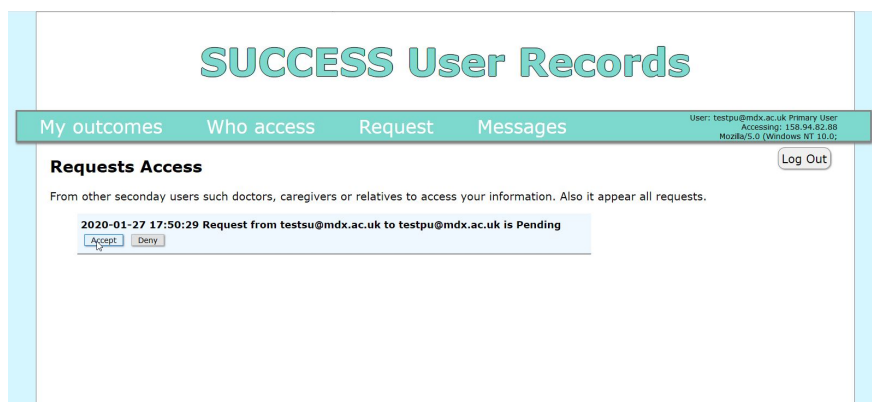 SUCCESS User Records
My outcomes Who access Request Messages
User: testpu@mdx.ac.uk Primary User
Accessing: 158.94.82.88
Mozilla/5.0 (Windows NT 10.0;
Log Out
Requests Access
From other seconday users such doctors, caregivers or relatives to access your information. Also it appear all requests.
2020-01-27 17:50:29 Request from testsu@mdx.ac.uk to testpu@mdx.ac.uk is Pending
Accept Deny